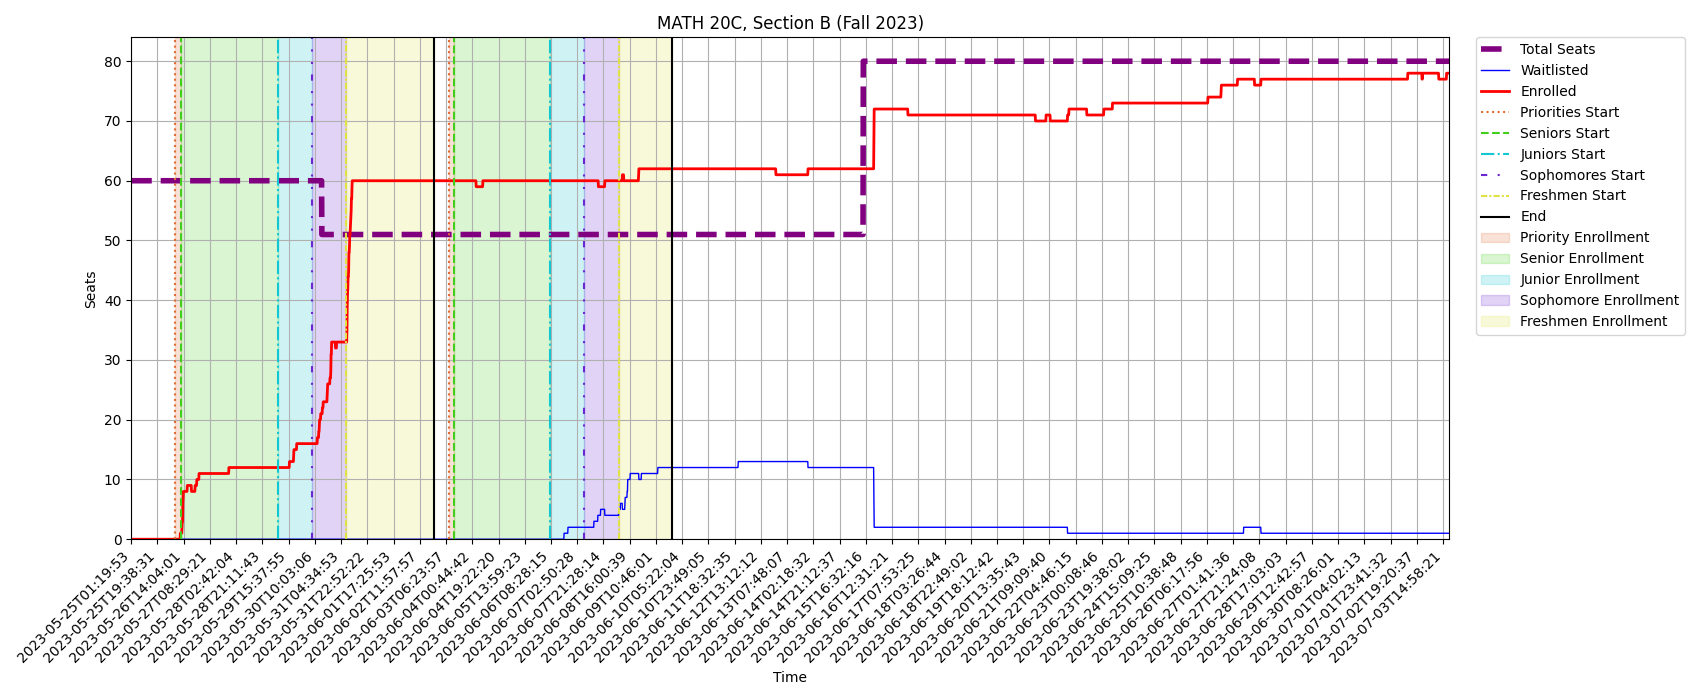 MATH 20C, Section B (Fall 2023)
Total Seats
Waitlisted
Enrolled
Priorities Start
Seniors Start
Juniors Start
Sophomores Start
Freshmen Start
End
Priority Enrollment
Senior Enrollment
Junior Enrollment
Sophomore Enrollment
Freshmen Enrollment
Seats
80
70
60
50
40
30
20
10
0
2023-05-25T01:19:53
2023-05-25T19:38:31
2023-05-26T14:04:01
2023-05-27T08:29:21
2023-05-28T02:42:04
2023-05-28T21:11:43
2023-05-29T15:37:55
2023-05-30T10:03:06
2023-05-31T04:34:53
2023-05-31T22:52:22
2023-06-01T17:25:53
2023-06-02T11:57:57
2023-06-03T06:23:57
2023-06-04T00:44:42
2023-06-04T19:22:20
2023-06-05T13:59:23
2023-06-06T08:28:15
2023-06-07T02:50:28
2023-06-07T21:28:14
2023-06-08T16:00:39
2023-06-09T10:46:01
2023-06-10T05:22:04
2023-06-10T23:49:05
2023-06-11T18:32:35
2023-06-12T13:12:12
2023-06-13T07:48:07
2023-06-14T02:18:32
2023-06-14T21:12:37
2023-06-15T16:32:16
2023-06-16T12:31:21
2023-06-17T07:53:25
2023-06-18T03:26:44
2023-06-18T22:49:02
2023-06-19T18:12:42
2023-06-20T13:35:43
2023-06-21T09:09:40
2023-06-22T04:46:15
2023-06-23T00:08:46
2023-06-23T19:38:02
2023-06-24T15:09:25
2023-06-25T10:38:48
2023-06-26T06:17:56
2023-06-27T01:41:36
2023-06-27T21:24:08
2023-06-28T17:03:03
2023-06-29T12:42:57
2023-06-30T08:26:01
2023-07-01T04:02:13
2023-07-01T23:41:32
2023-07-02T19:20:37
2023-07-03T14:58:21
Time